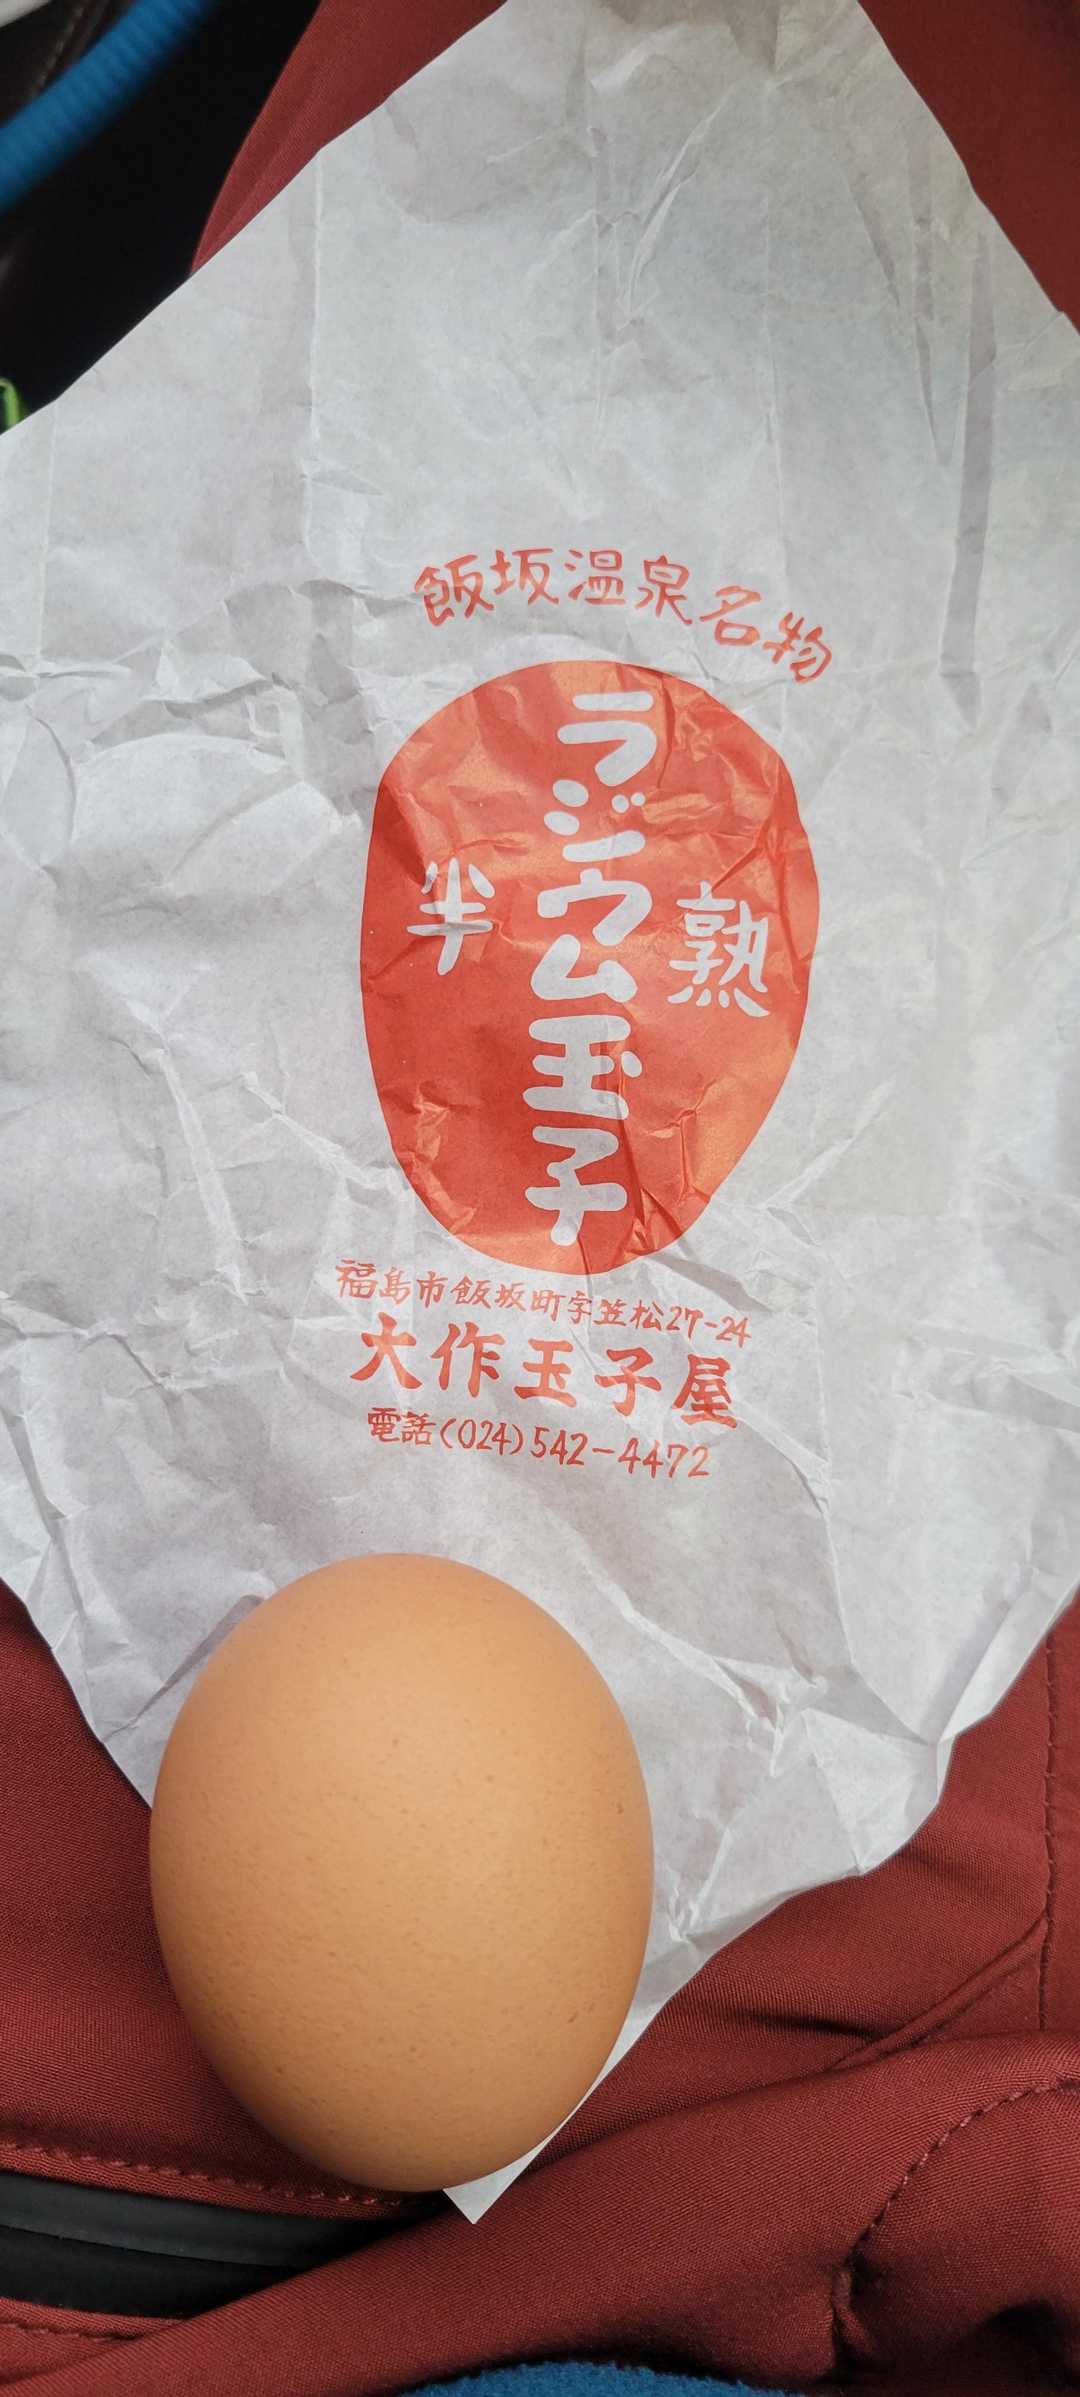 飯坂温泉名物
ラジウム玉子
半熟
福島市飯坂町字笠松27-24
大作玉子屋
電話(024)542-4472